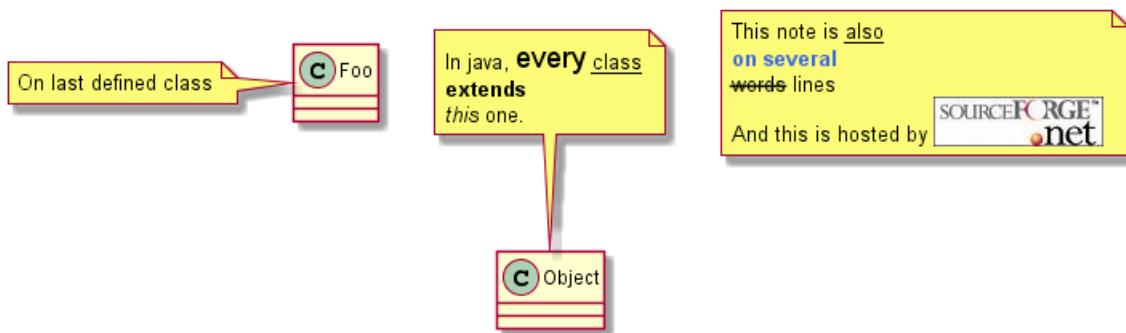 On last defined class
C Foo
In java, every class
extends
this one.
C Object
This note is also
on several
words lines
And this is hosted by SOURCEFORGE™
.net